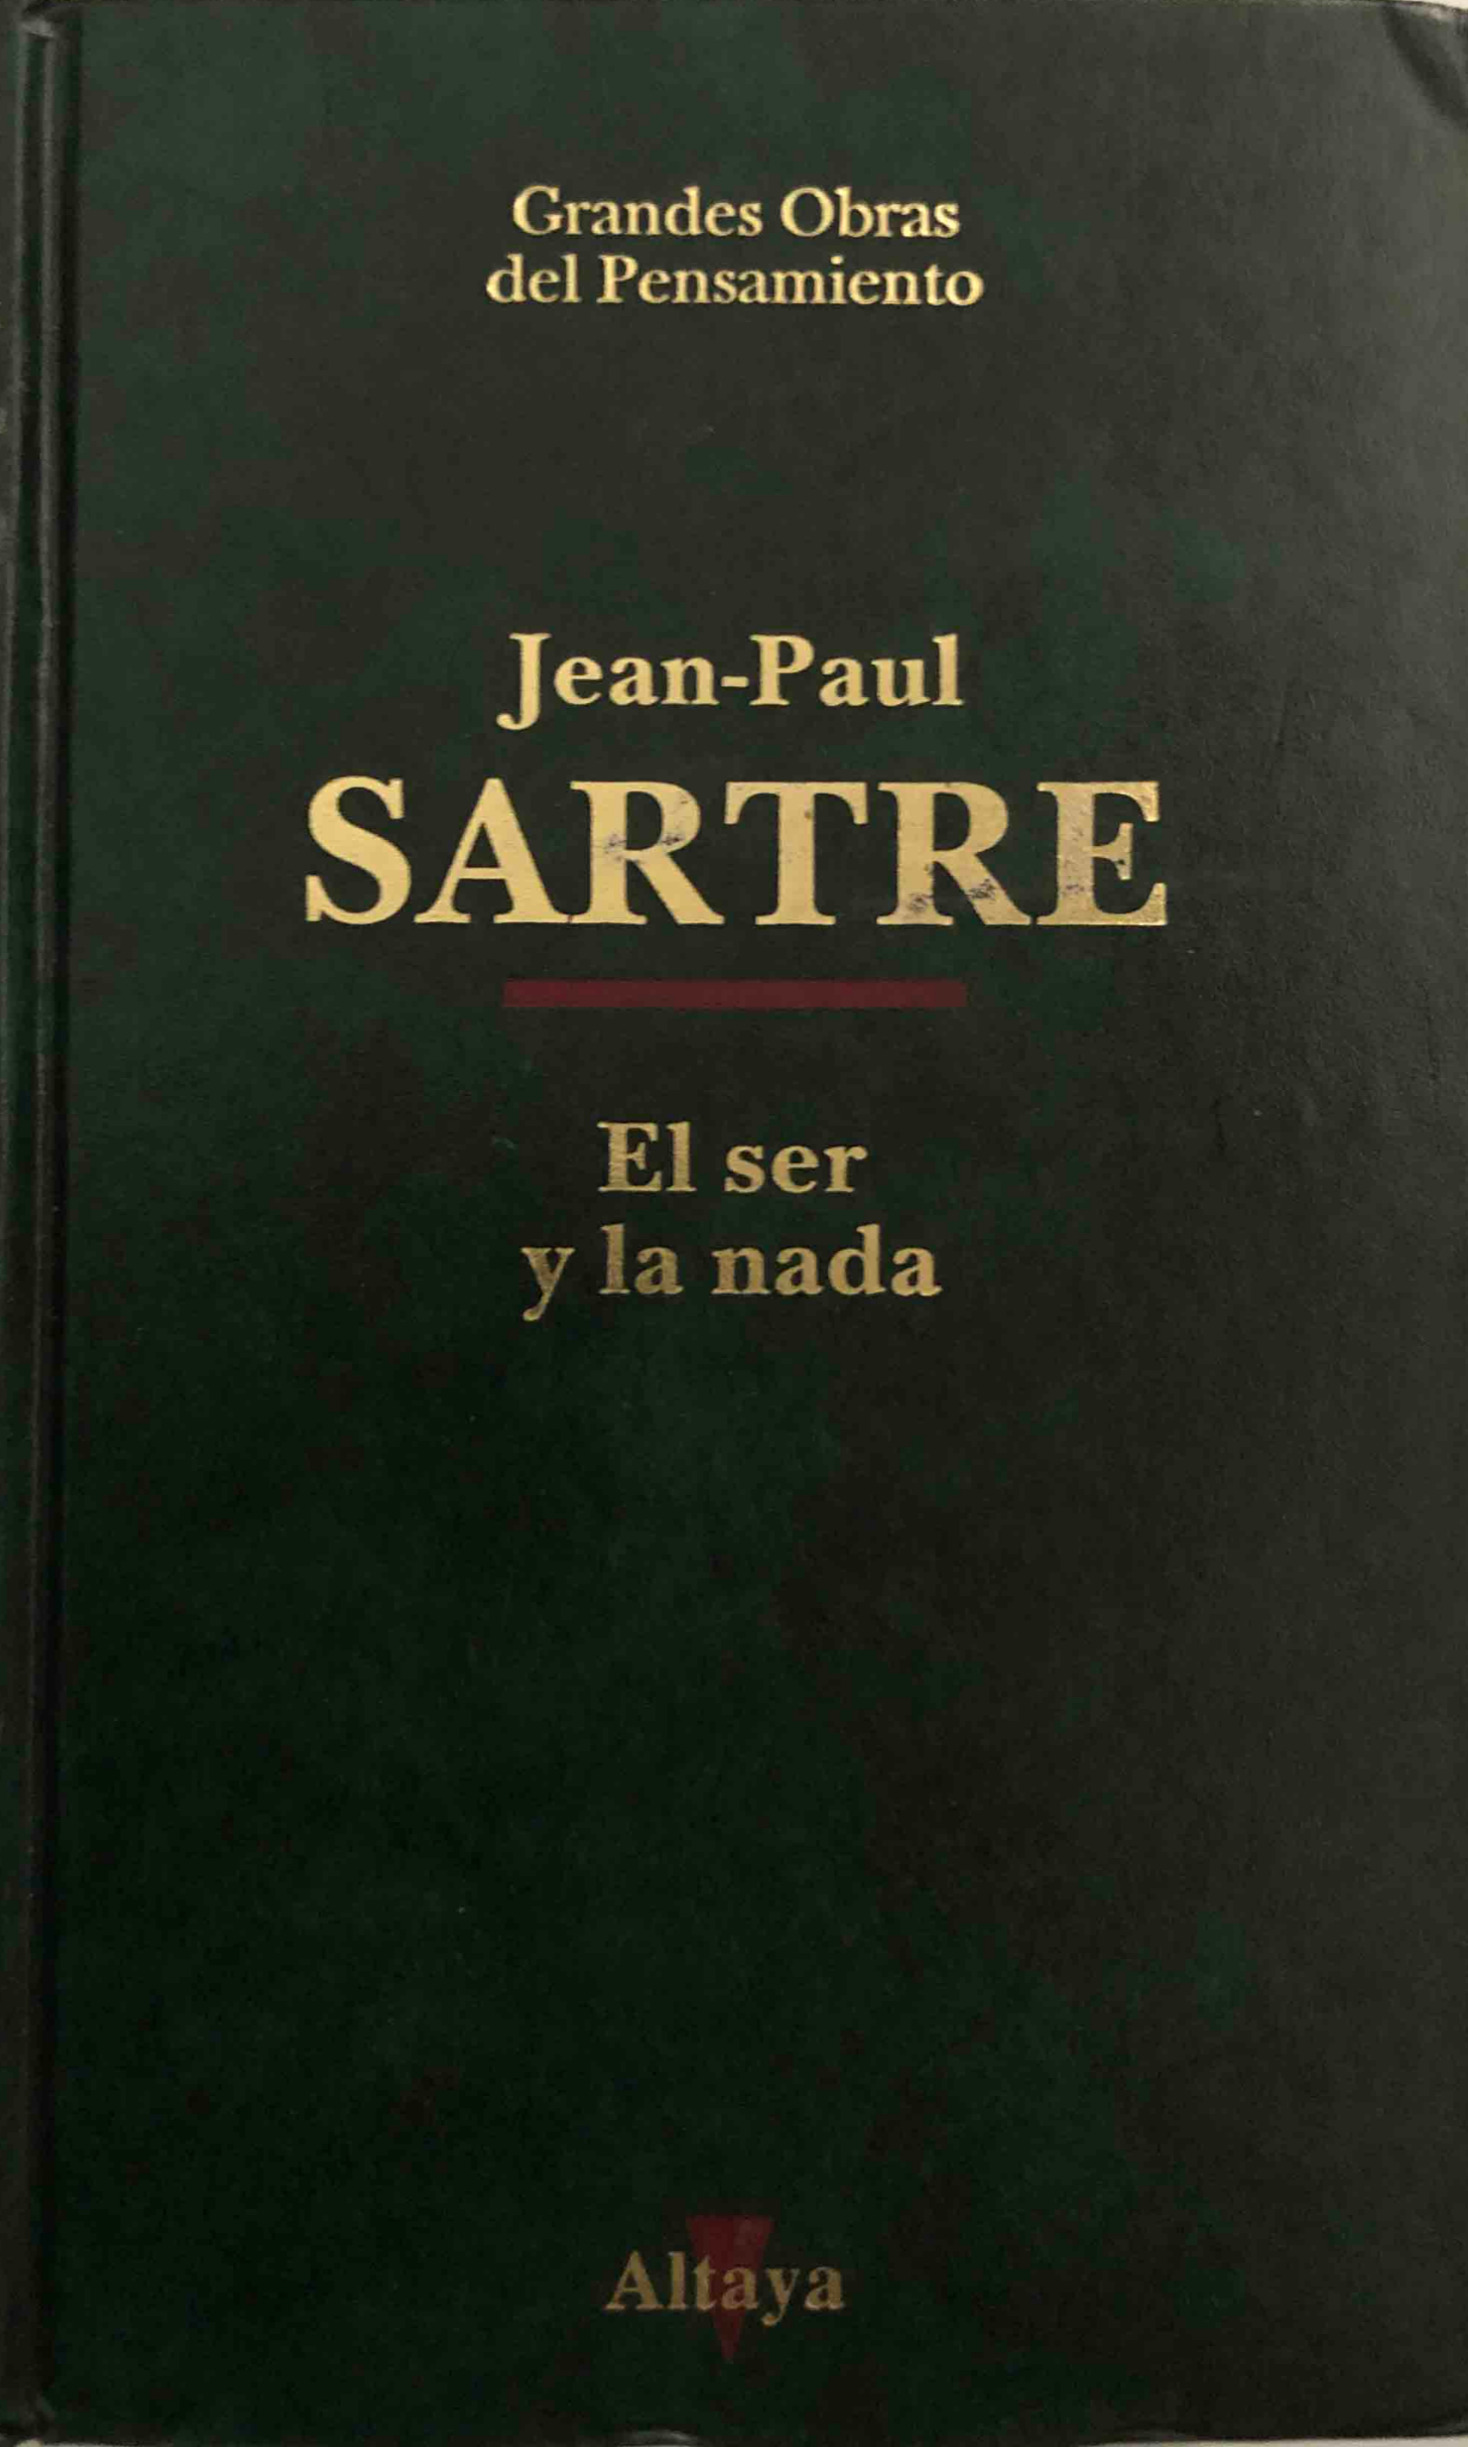 Grandes Obras
del Pensamiento
Jean-Paul
SARTRE
El ser
y la nada
Altaya